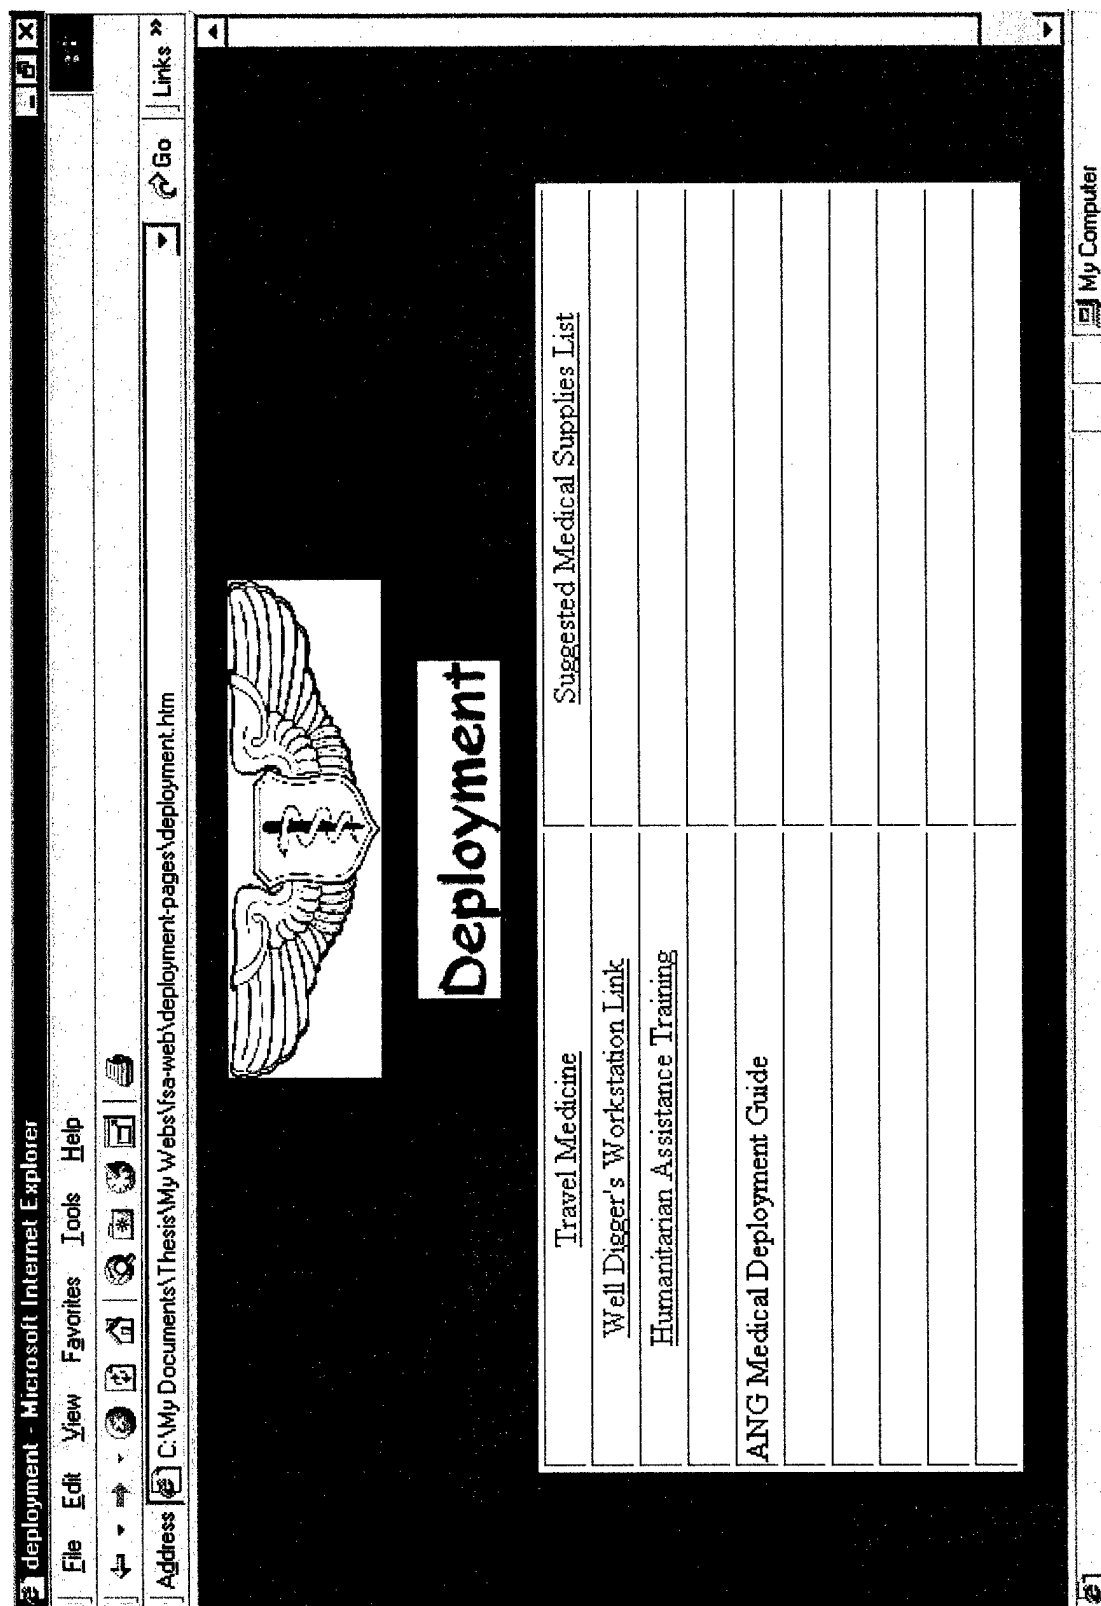 deployment - Microsoft Internet Explorer
File Edit View Favorites Tools Help
Address C:\My Documents\Thesis\My Webs\fsa-web\deployment-pages\deployment.htm Go Links »
Deployment
Travel Medicine Suggested Medical Supplies List
Well Digger's Workstation Link
Humanitarian Assistance Training
ANG Medical Deployment Guide
My Computer